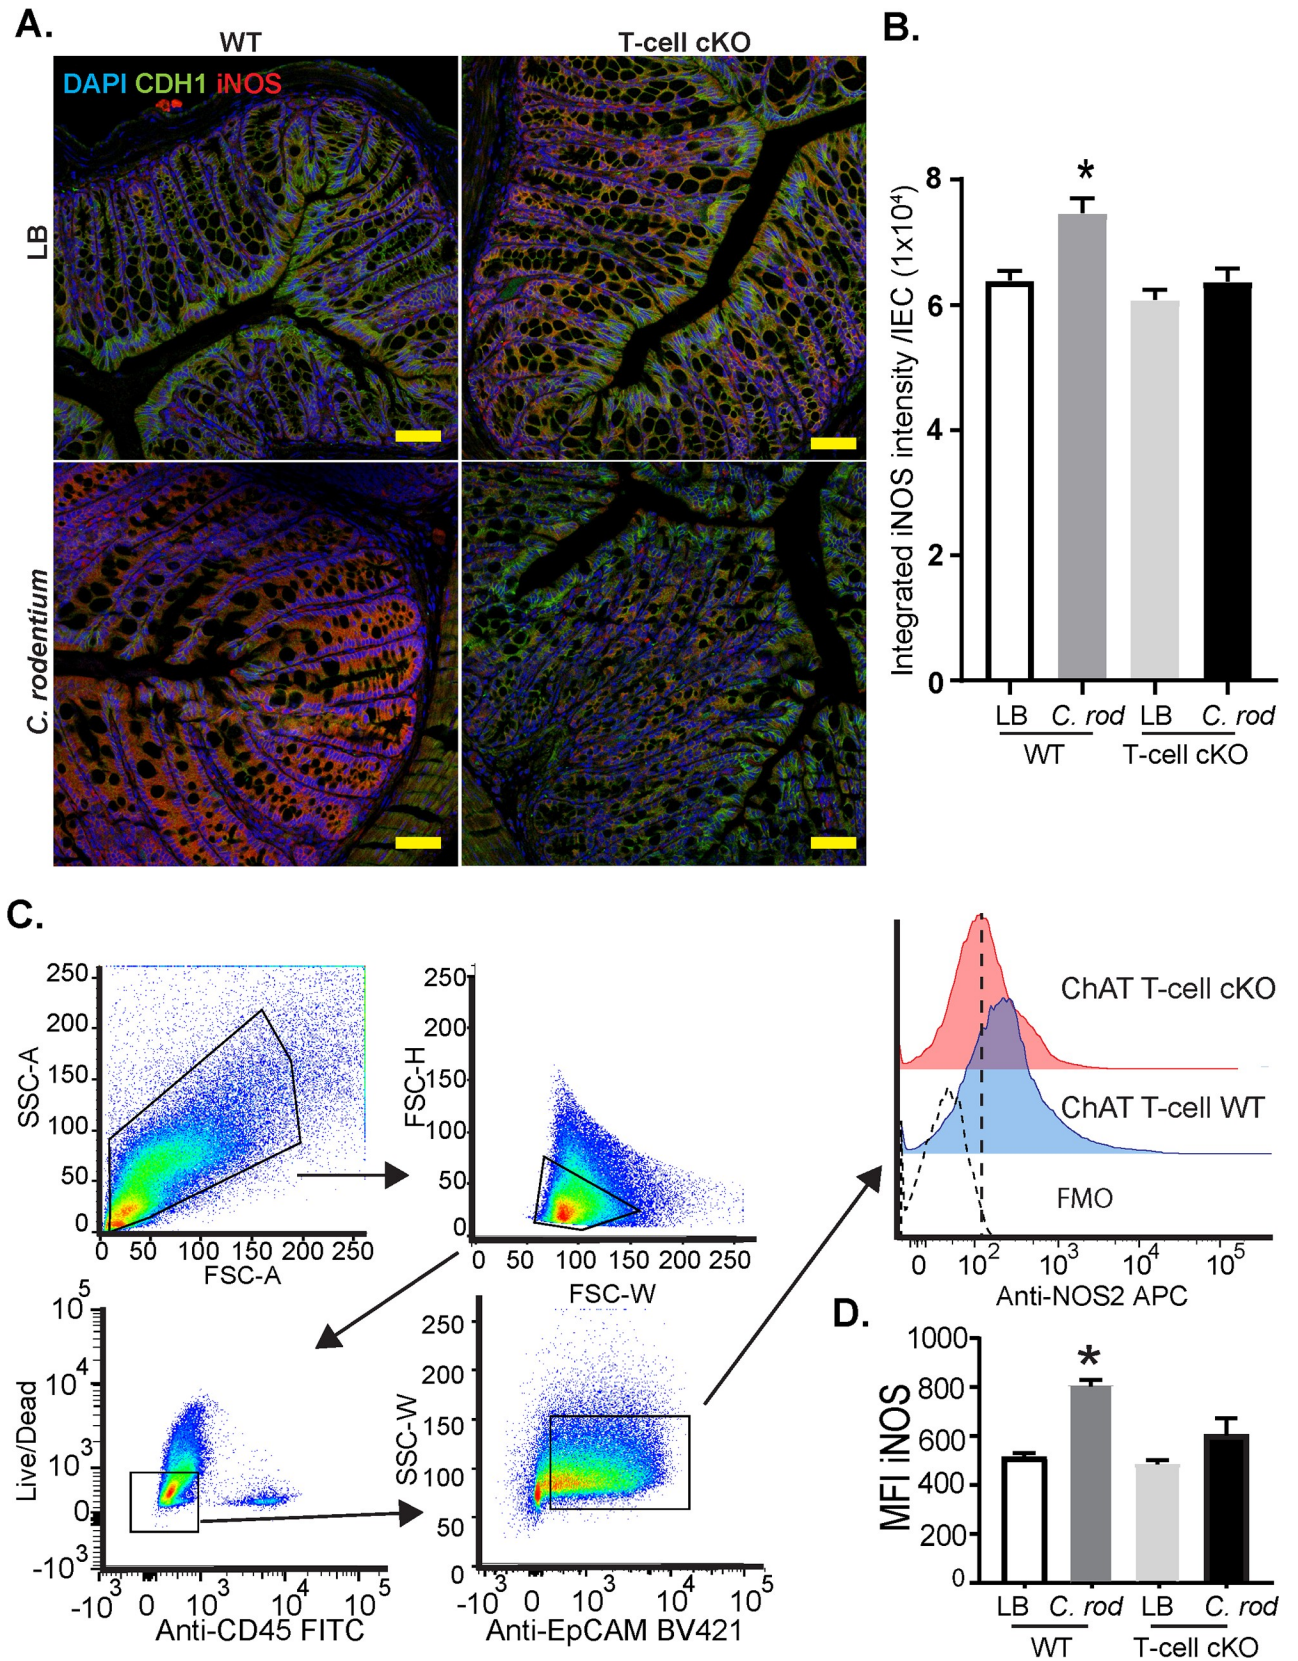 A.
WT
T-cell cKO
DAPI CDH1 iNOS
LB
C. rodentium
B.
Integrated iNOS intensity /IEC (1x10⁴)
8
6
4
2
0
*
LB C. rod LB C. rod
WT T-cell cKO
C.
SSC-A
250
200
150
100
50
0
0 50 100 150 200 250
FSC-A
FSC-H
250
200
150
100
50
0
0 50 100 150 200 250
FSC-W
Live/Dead
10⁵
10⁴
10³
10³
0
-10³
-10³ 0 10³ 10⁴ 10⁵
Anti-CD45 FITC
SSC-W
250
200
150
100
50
0
-10³ 0 10³ 10⁴ 10⁵
Anti-EpCAM BV421
ChAT T-cell cKO
ChAT T-cell WT
FMO
0 10² 10³ 10⁴ 10⁵
Anti-NOS2 APC
D.
MFI iNOS
1000
800
600
400
200
0
*
LB C. rod LB C. rod
WT T-cell cKO